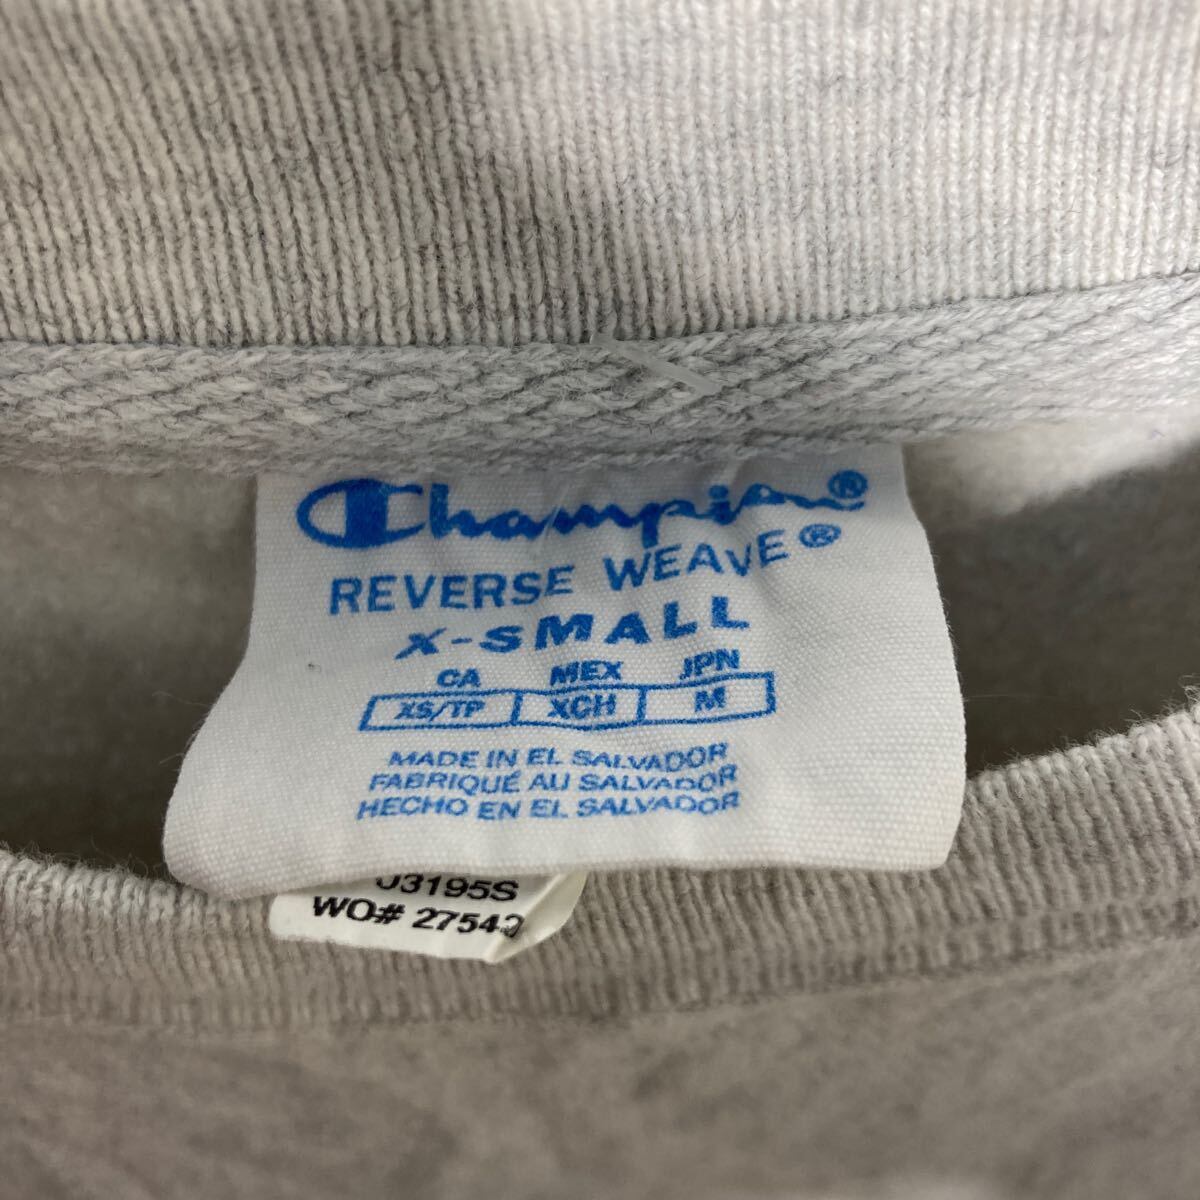 Champion®
REVERSE WEAVE®
X-SMALL
CA MEX JPN
XS/TP XCH M
MADE IN EL SALVADOR
FABRIQUÉ AU SALVADOR
HECHO EN EL SALVADOR
WO#